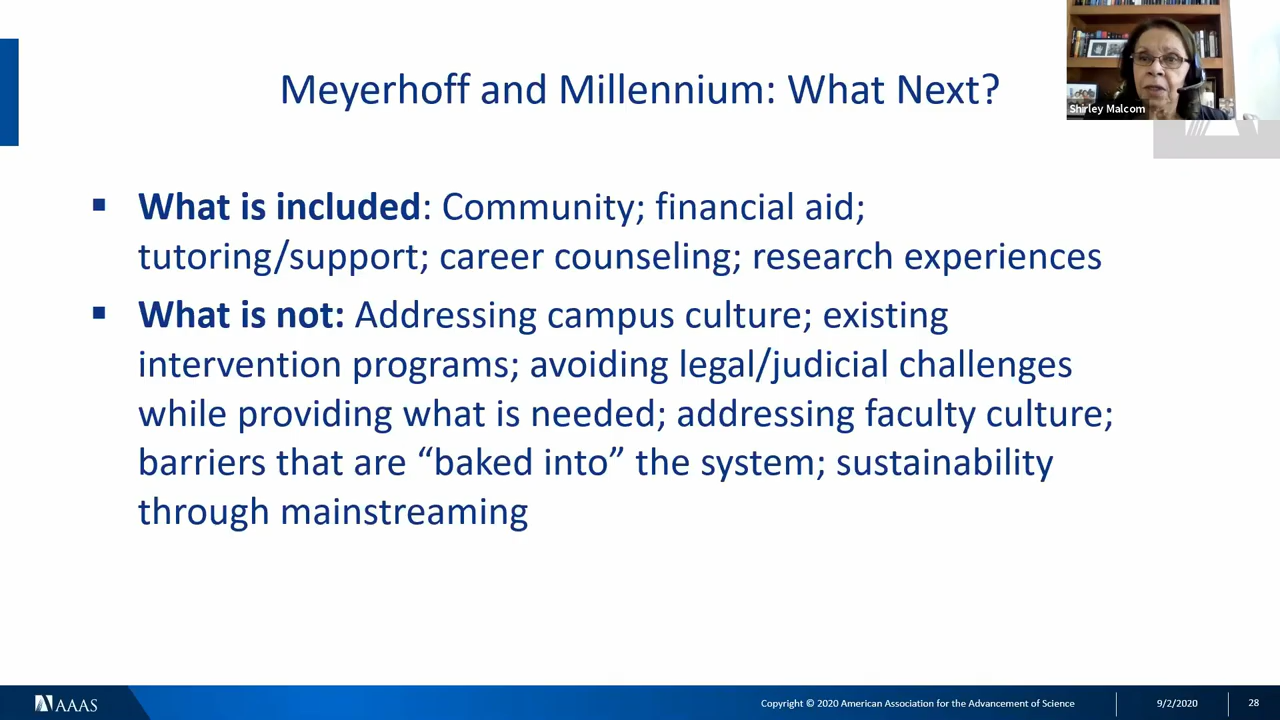 Meyerhoff and Millennium: What Next?
Shirley Malcom
▪ What is included: Community; financial aid;
tutoring/support; career counseling; research experiences
▪ What is not: Addressing campus culture; existing
intervention programs; avoiding legal/judicial challenges
while providing what is needed; addressing faculty culture;
barriers that are “baked into” the system; sustainability
through mainstreaming
AAAS
Copyright © 2020 American Association for the Advancement of Science
9/2/2020
28